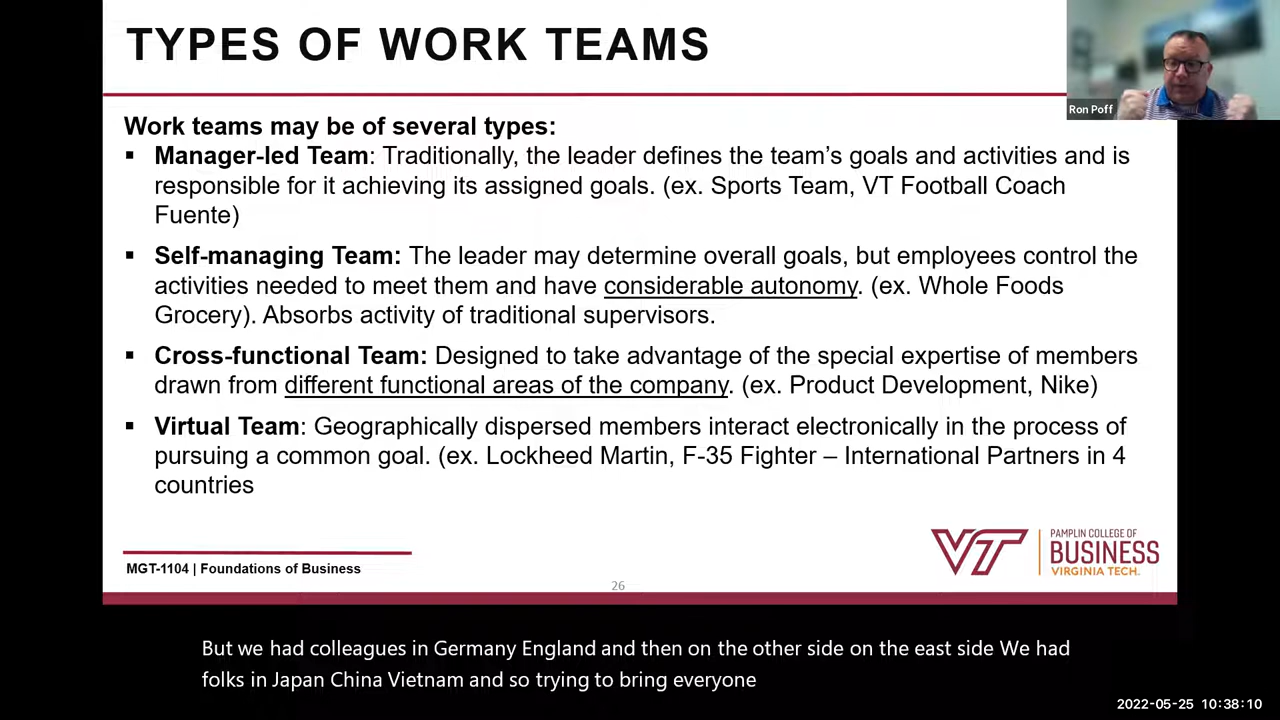 TYPES OF WORK TEAMS
Ron Poff
Work teams may be of several types:
▪ Manager-led Team: Traditionally, the leader defines the team’s goals and activities and is
responsible for it achieving its assigned goals. (ex. Sports Team, VT Football Coach
Fuente)
▪ Self-managing Team: The leader may determine overall goals, but employees control the
activities needed to meet them and have considerable autonomy. (ex. Whole Foods
Grocery). Absorbs activity of traditional supervisors.
▪ Cross-functional Team: Designed to take advantage of the special expertise of members
drawn from different functional areas of the company. (ex. Product Development, Nike)
▪ Virtual Team: Geographically dispersed members interact electronically in the process of
pursuing a common goal. (ex. Lockheed Martin, F-35 Fighter – International Partners in 4
countries
MGT-1104 | Foundations of Business
26
VT
PAMPLIN COLLEGE OF
BUSINESS
VIRGINIA TECH.
But we had colleagues in Germany England and then on the other side on the east side We had
folks in Japan China Vietnam and so trying to bring everyone
2022-05-25 10:38:10